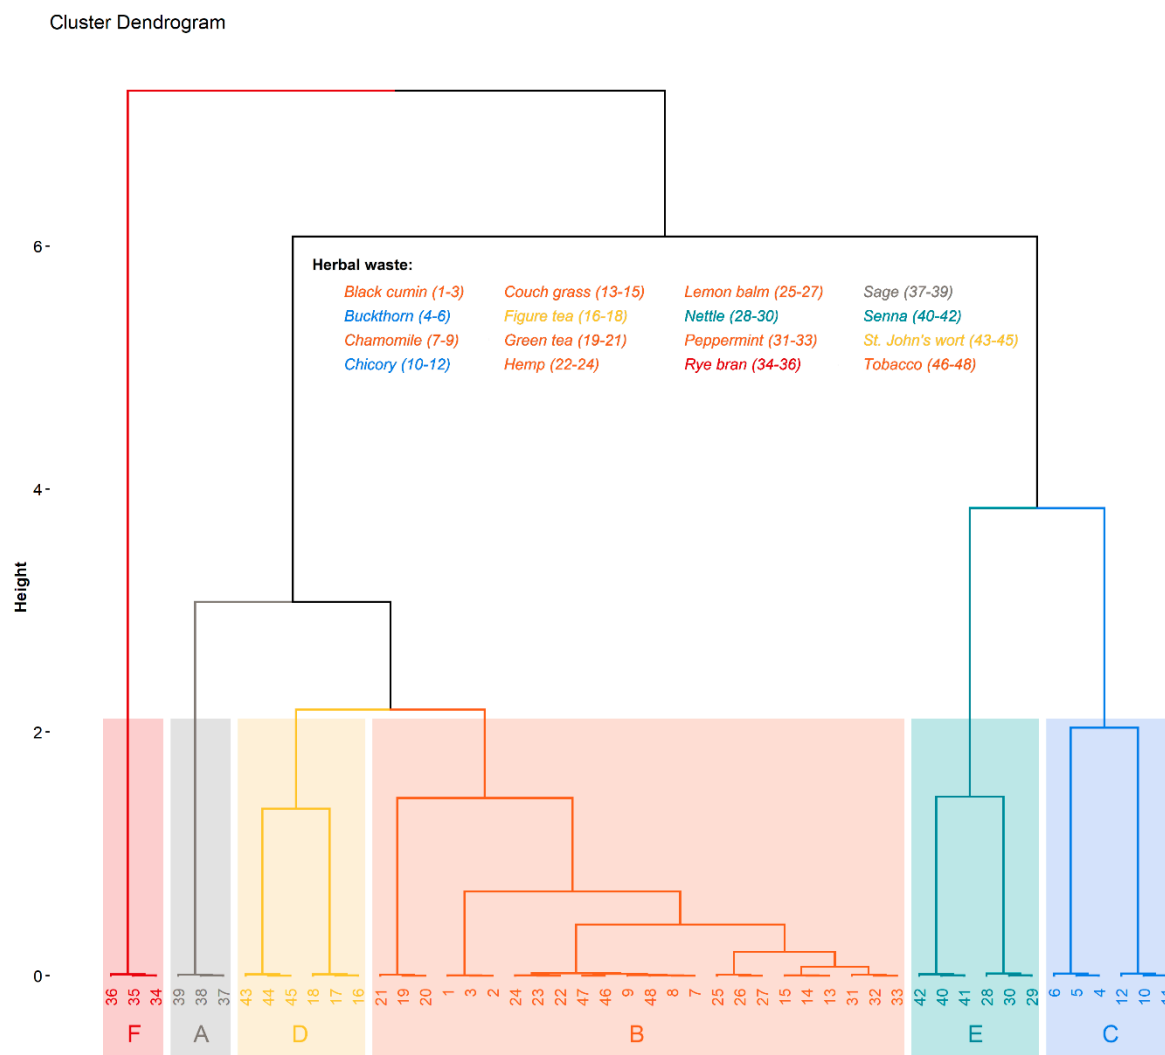 Cluster Dendrogram
Height
6
4
2
0
Herbal waste:
Black cumin (1-3) Couch grass (13-15) Lemon balm (25-27) Sage (37-39)
Buckthorn (4-6) Figure tea (16-18) Nettle (28-30) Senna (40-42)
Chamomile (7-9) Green tea (19-21) Peppermint (31-33) St. John's wort (43-45)
Chicory (10-12) Hemp (22-24) Rye bran (34-36) Tobacco (46-48)
36 35 34 39 38 37 43 44 45 18 17 16 21 19 20 1 3 2 24 23 22 47 46 9 48 8 7 25 26 27 15 14 13 31 32 33 42 40 41 28 30 29 6 5 4 12 10 11
F A D B E C